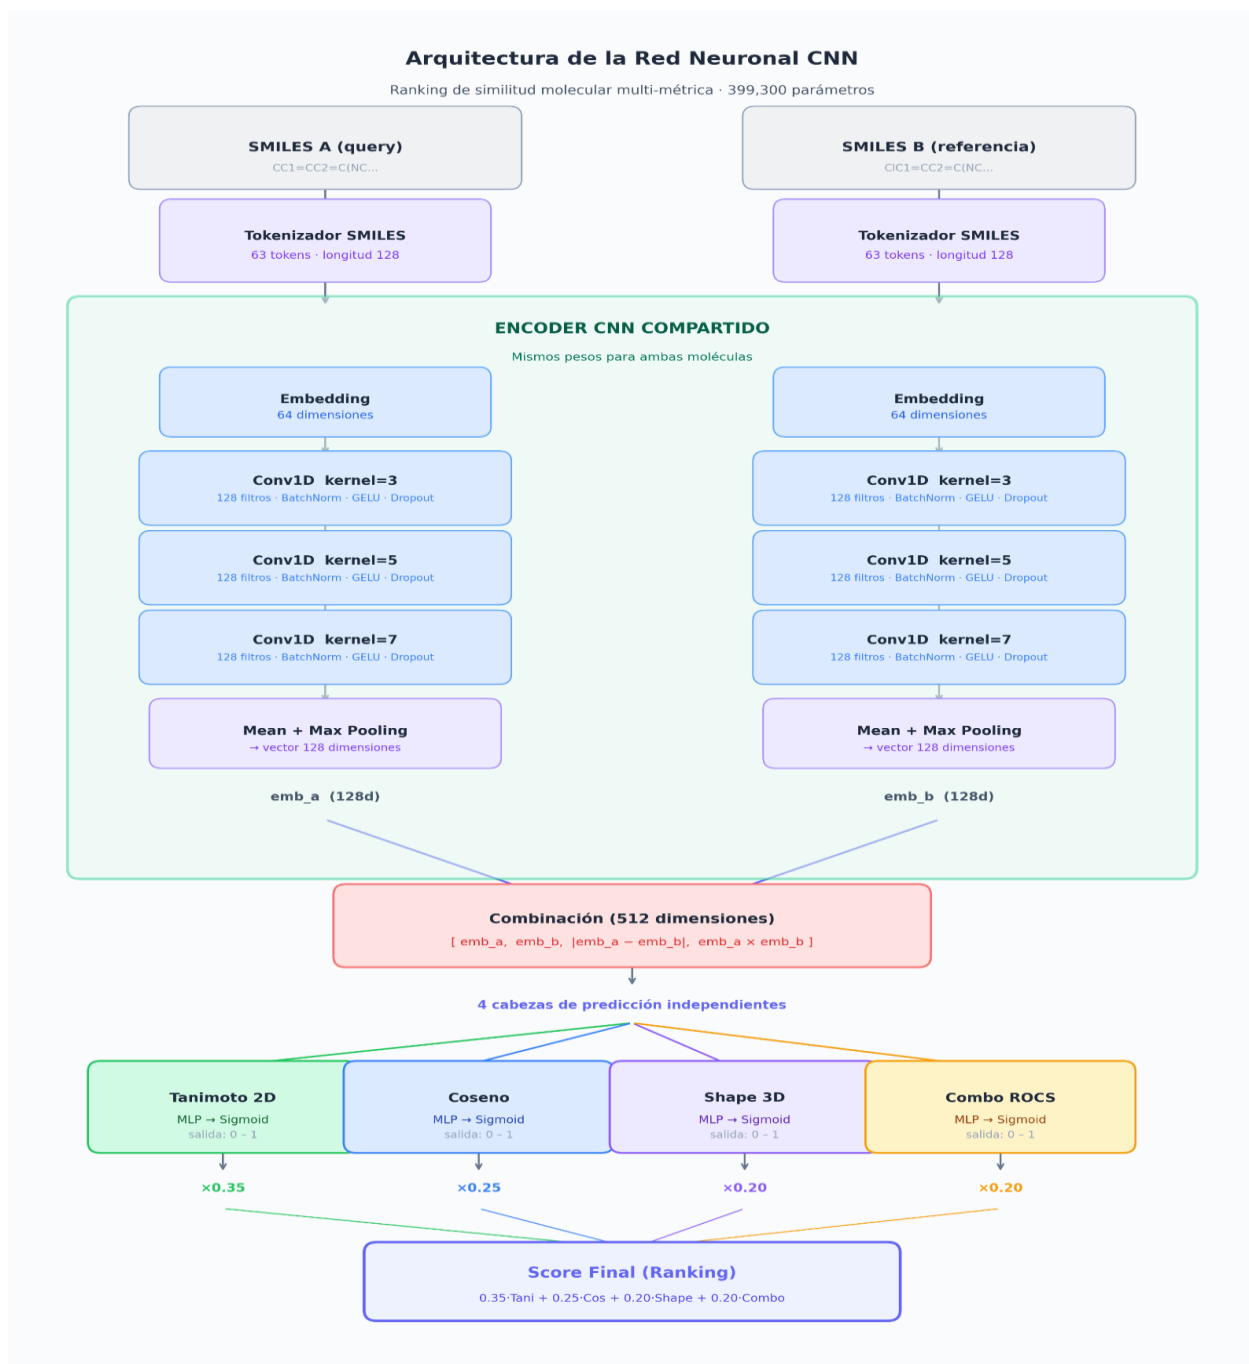 Arquitectura de la Red Neuronal CNN
Ranking de similitud molecular multi-métrica · 399,300 parámetros
SMILES A (query)
CC1=CC2=C(NC...
SMILES B (referencia)
ClC1=CC2=C(NC...
Tokenizador SMILES
63 tokens · longitud 128
Tokenizador SMILES
63 tokens · longitud 128
ENCODER CNN COMPARTIDO
Mismos pesos para ambas moléculas
Embedding
64 dimensiones
Embedding
64 dimensiones
Conv1D kernel=3
128 filtros · BatchNorm · GELU · Dropout
Conv1D kernel=3
128 filtros · BatchNorm · GELU · Dropout
Conv1D kernel=5
128 filtros · BatchNorm · GELU · Dropout
Conv1D kernel=5
128 filtros · BatchNorm · GELU · Dropout
Conv1D kernel=7
128 filtros · BatchNorm · GELU · Dropout
Conv1D kernel=7
128 filtros · BatchNorm · GELU · Dropout
Mean + Max Pooling
→ vector 128 dimensiones
Mean + Max Pooling
→ vector 128 dimensiones
emb_a (128d)
emb_b (128d)
Combinación (512 dimensiones)
[ emb_a, emb_b, |emb_a − emb_b|, emb_a × emb_b ]
4 cabezas de predicción independientes
Tanimoto 2D
MLP → Sigmoid
salida: 0 – 1
Coseno
MLP → Sigmoid
salida: 0 – 1
Shape 3D
MLP → Sigmoid
salida: 0 – 1
Combo ROCS
MLP → Sigmoid
salida: 0 – 1
×0.35
×0.25
×0.20
×0.20
Score Final (Ranking)
0.35·Tani + 0.25·Cos + 0.20·Shape + 0.20·Combo